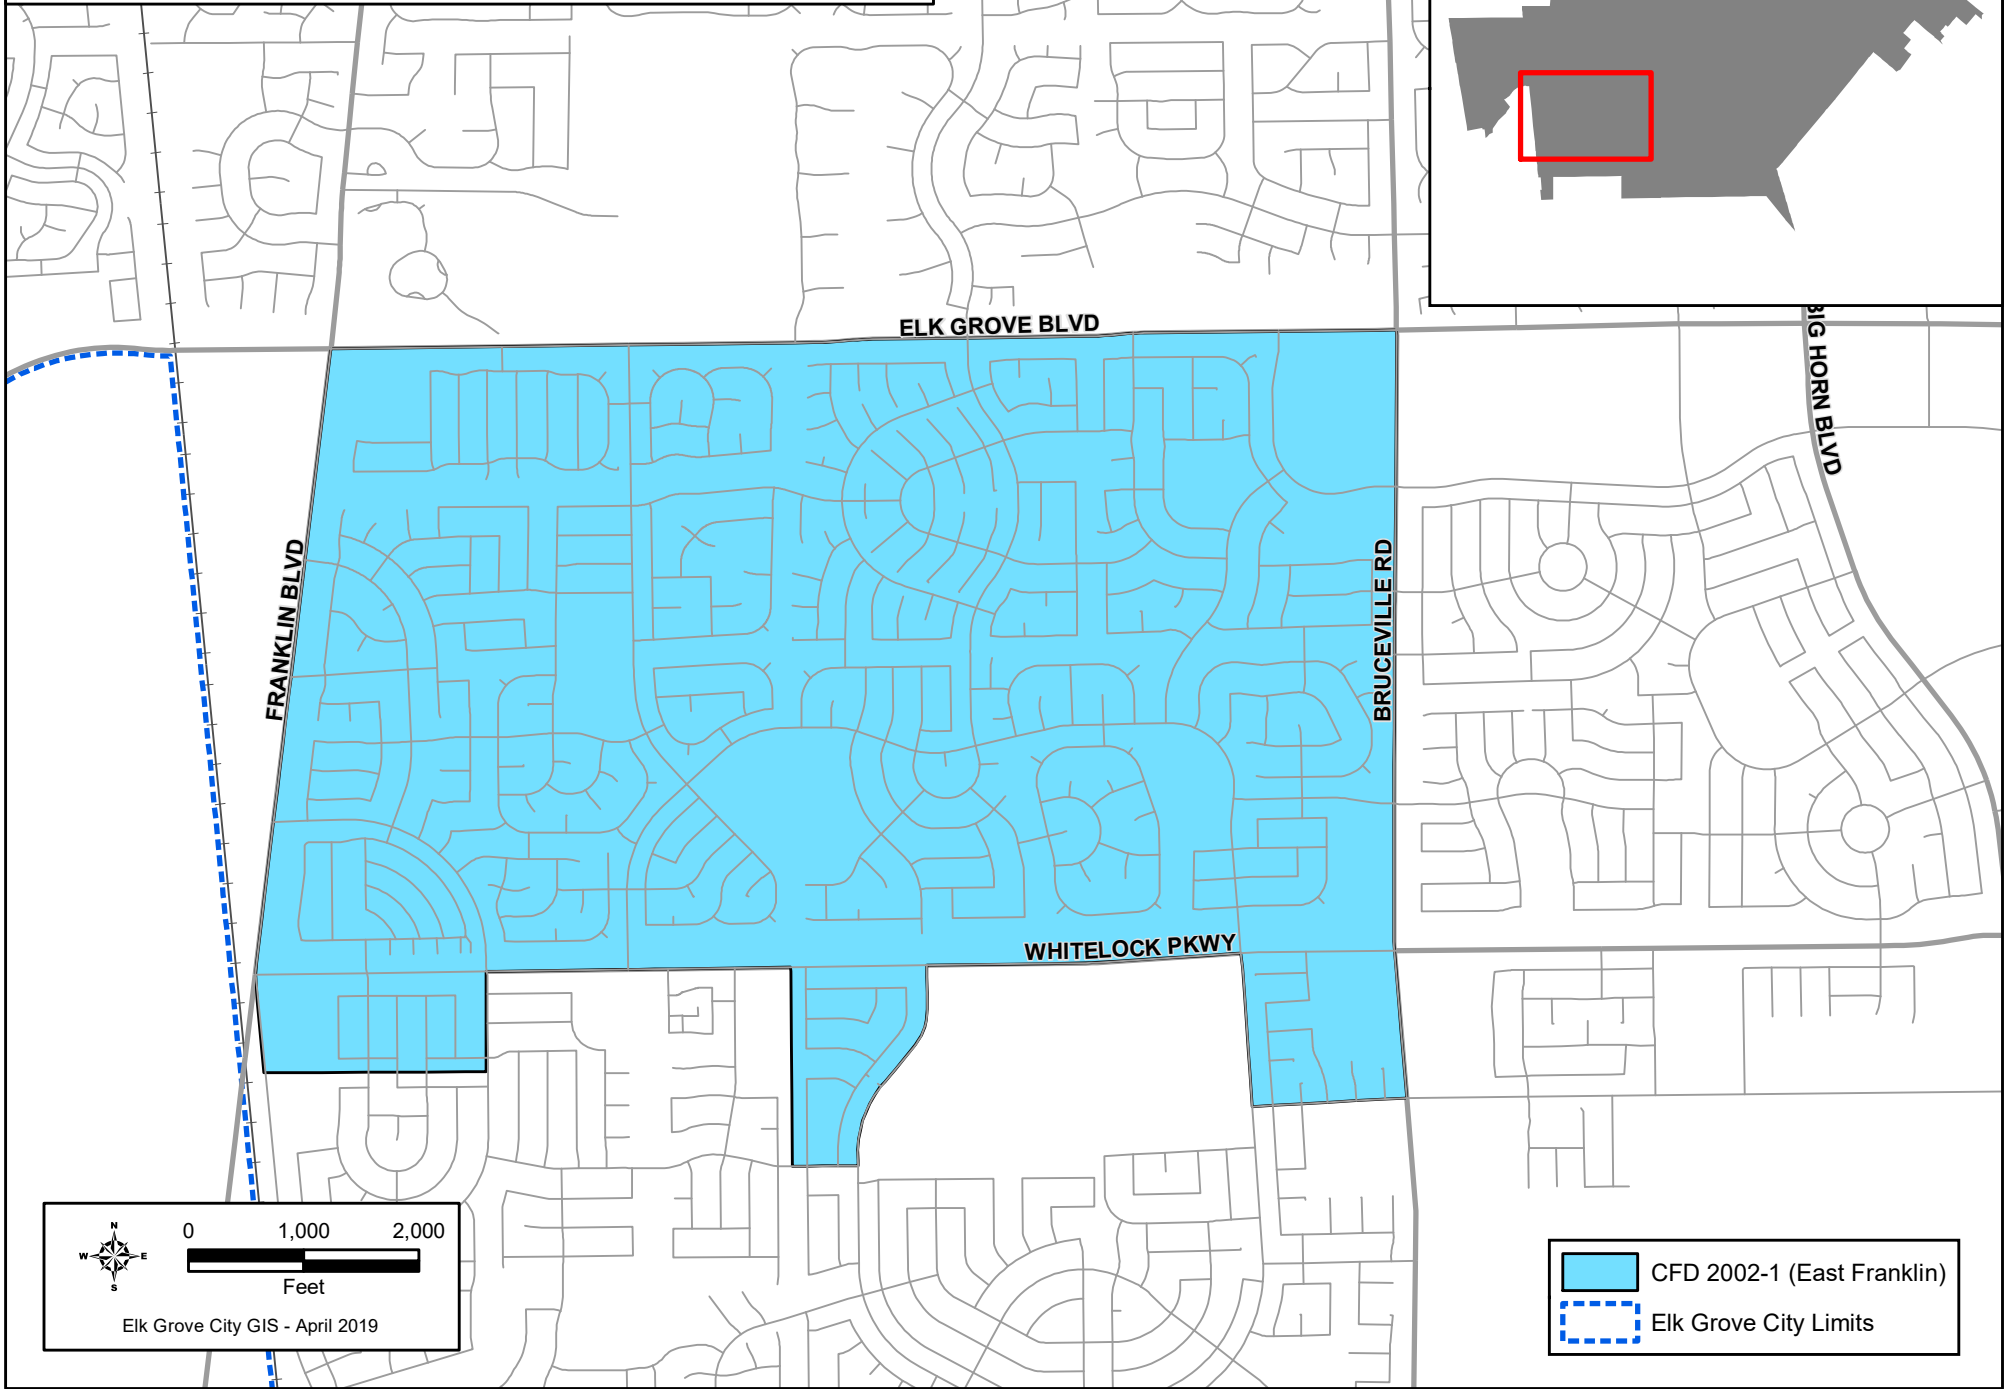 ELK GROVE BLVD
BIG HORN BLVD
FRANKLIN BLVD
BRUCEVILLE RD
WHITELOCK PKWY
N
W E
S
0 1,000 2,000
Feet
Elk Grove City GIS - April 2019
CFD 2002-1 (East Franklin)
Elk Grove City Limits